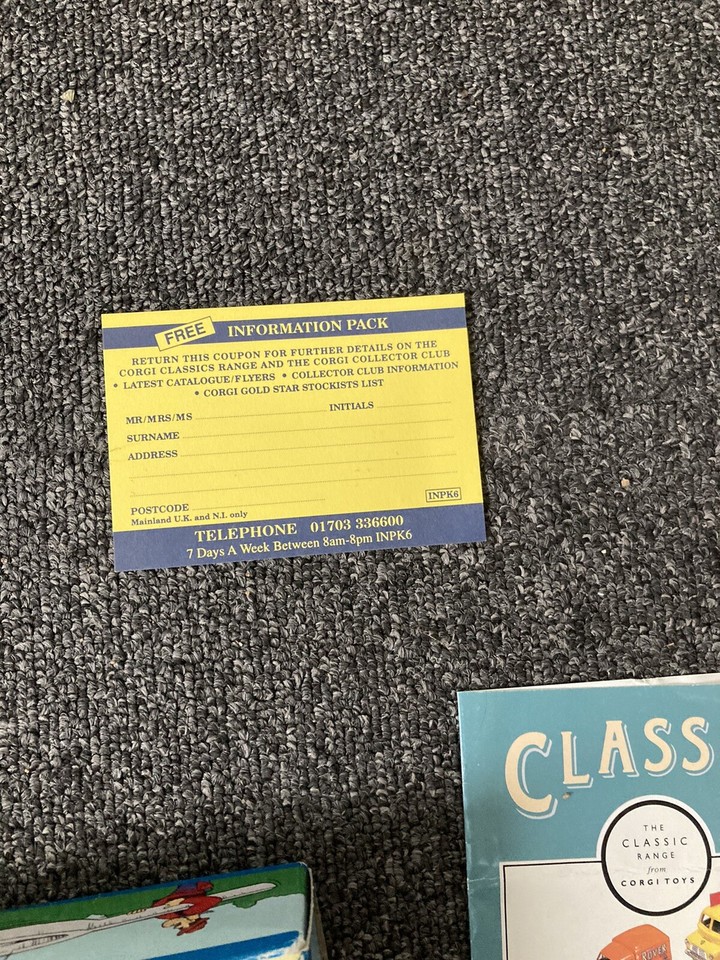 FREE INFORMATION PACK
RETURN THIS COUPON FOR FURTHER DETAILS ON THE
CORGI CLASSICS RANGE AND THE CORGI COLLECTOR CLUB
• LATEST CATALOGUE/FLYERS • COLLECTOR CLUB INFORMATION
• CORGI GOLD STAR STOCKISTS LIST
MR/MRS/MS INITIALS
SURNAME
ADDRESS
POSTCODE INPK6
Mainland U.K. and N.I. only
TELEPHONE 01703 336600
7 Days A Week Between 8am-8pm INPK6
CLASS
THE
CLASSIC
RANGE
from
CORGI TOYS
ROVER